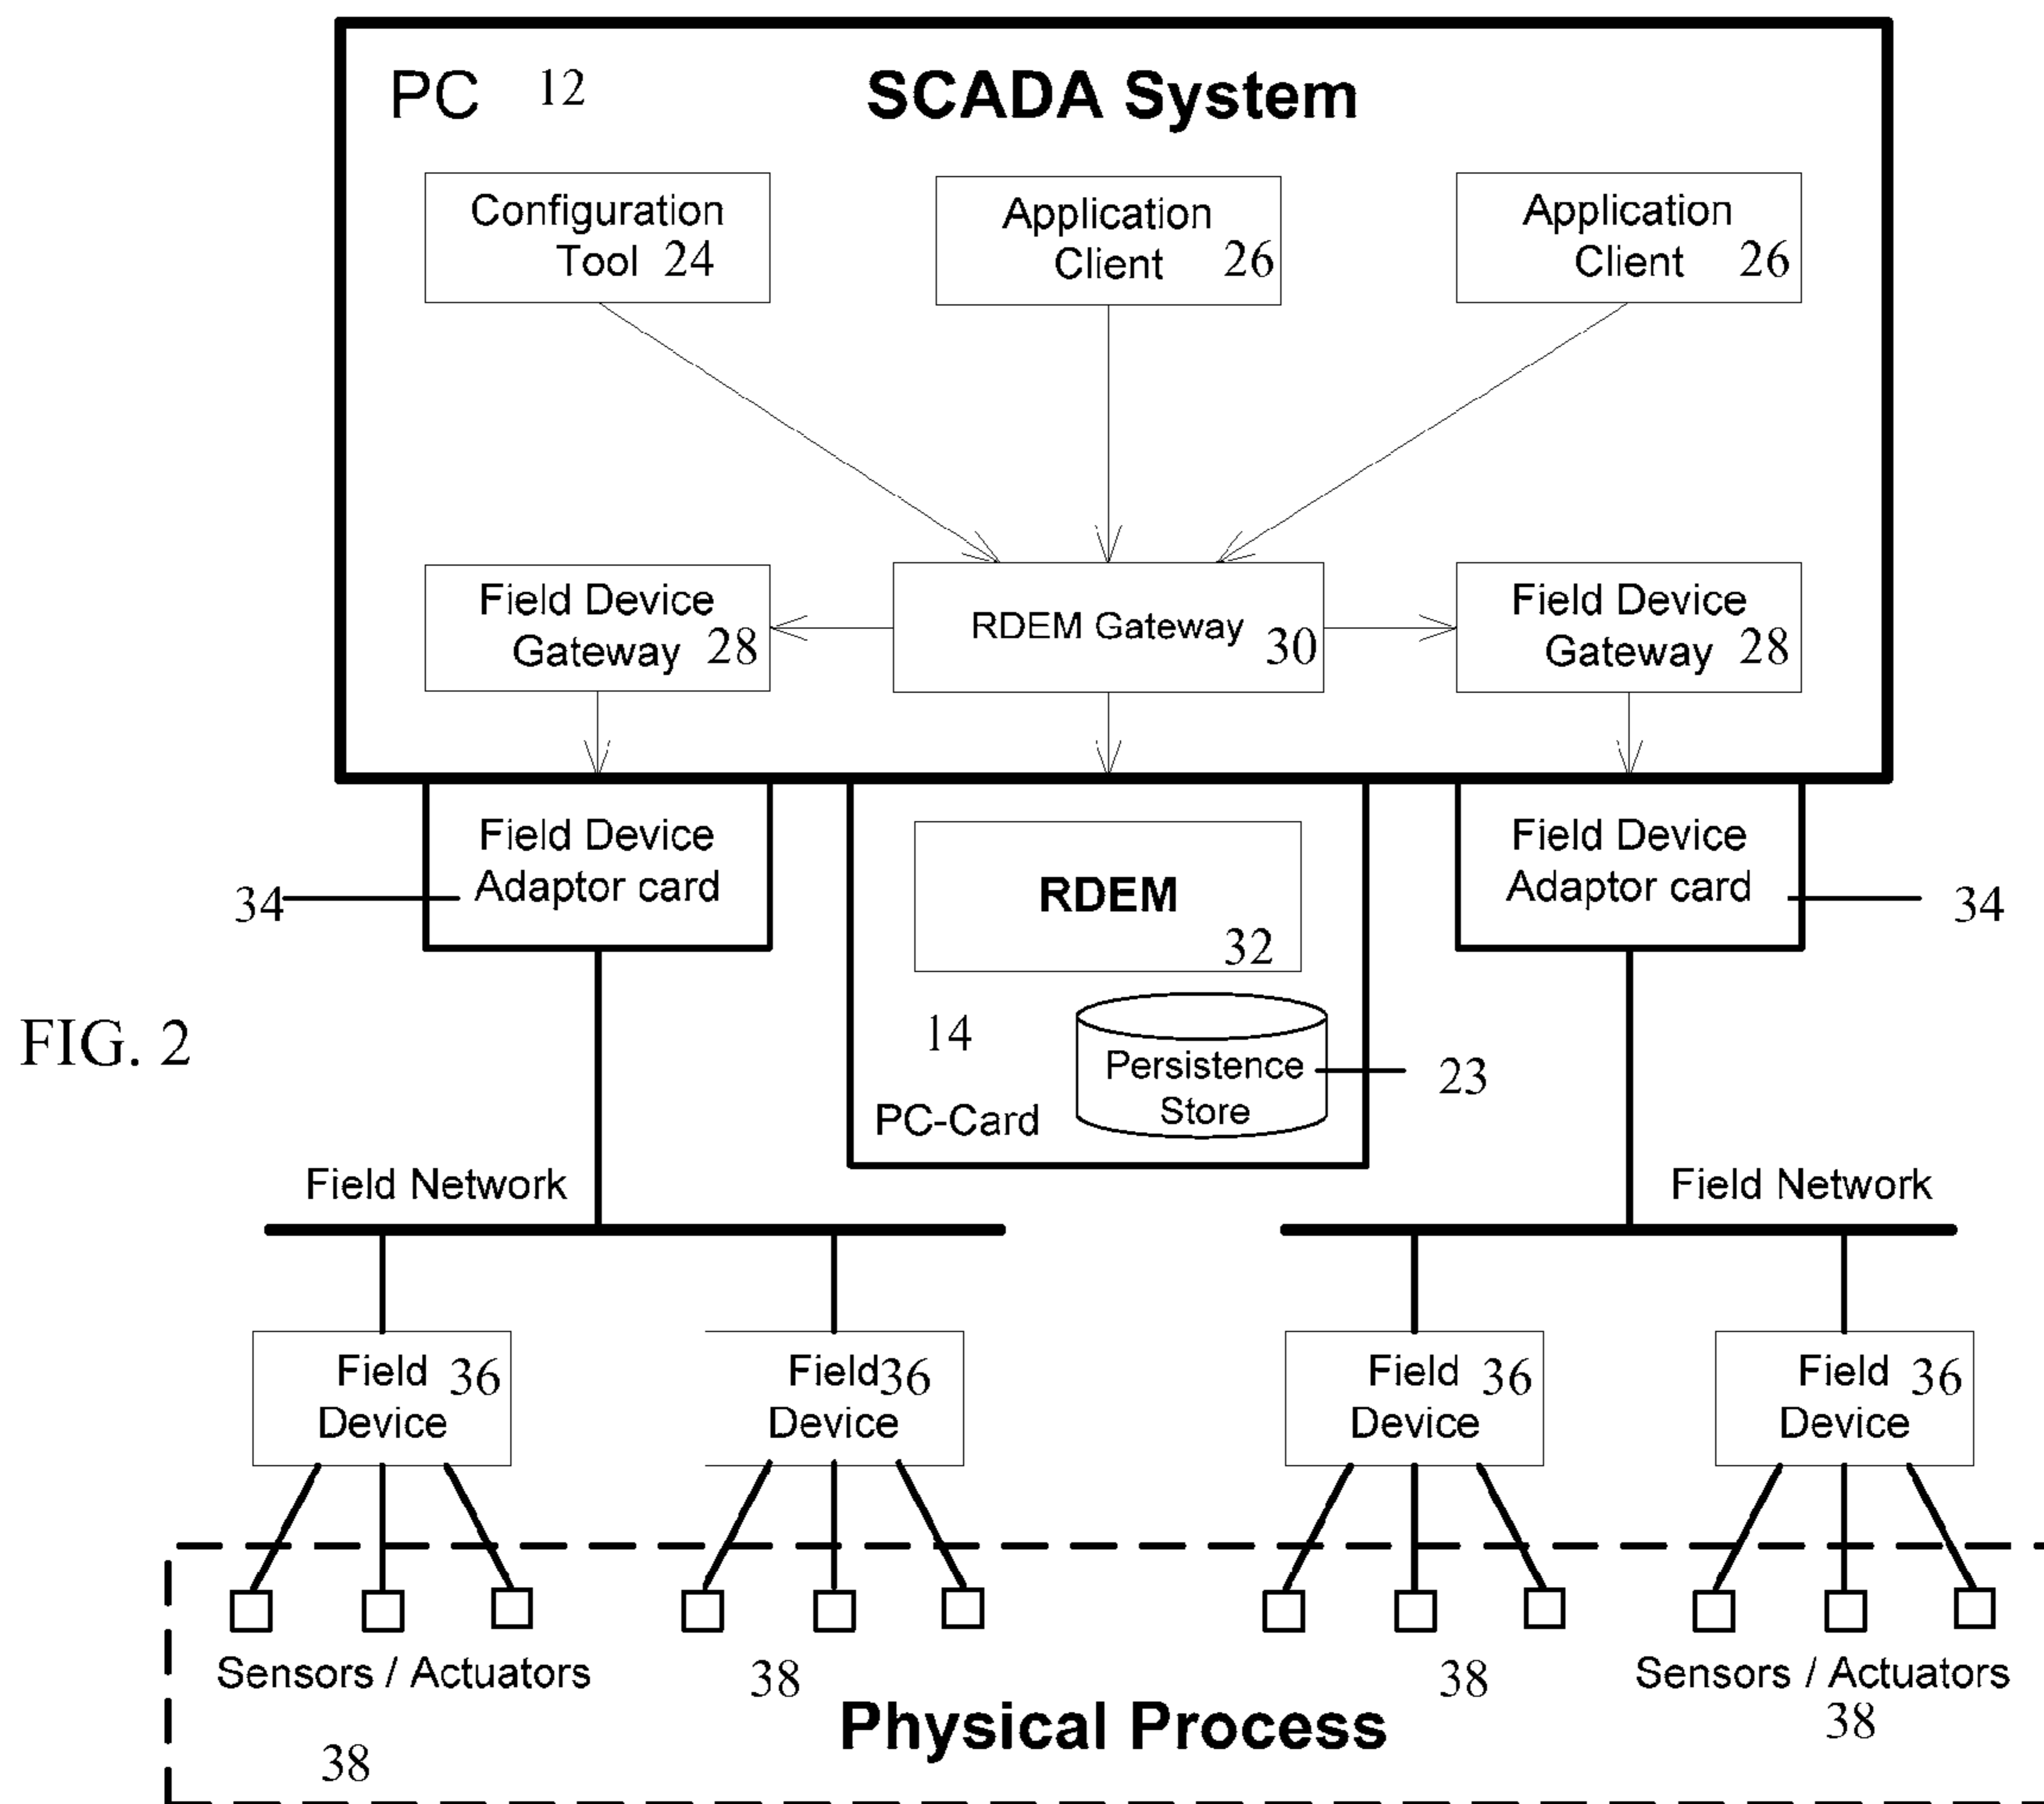 PC 12 SCADA System
Configuration
Tool 24
Application
Client 26
Application
Client 26
Field Device
Gateway 28
RDEM Gateway 30
Field Device
Gateway 28
Field Device
Adaptor card
34
RDEM
32
Field Device
Adaptor card
34
FIG. 2
14
PC-Card
Persistence
Store
23
Field Network
Field Network
Field 36
Device
Field 36
Device
Field 36
Device
Field 36
Device
Sensors / Actuators
38
38
38
Sensors / Actuators
38
Physical Process